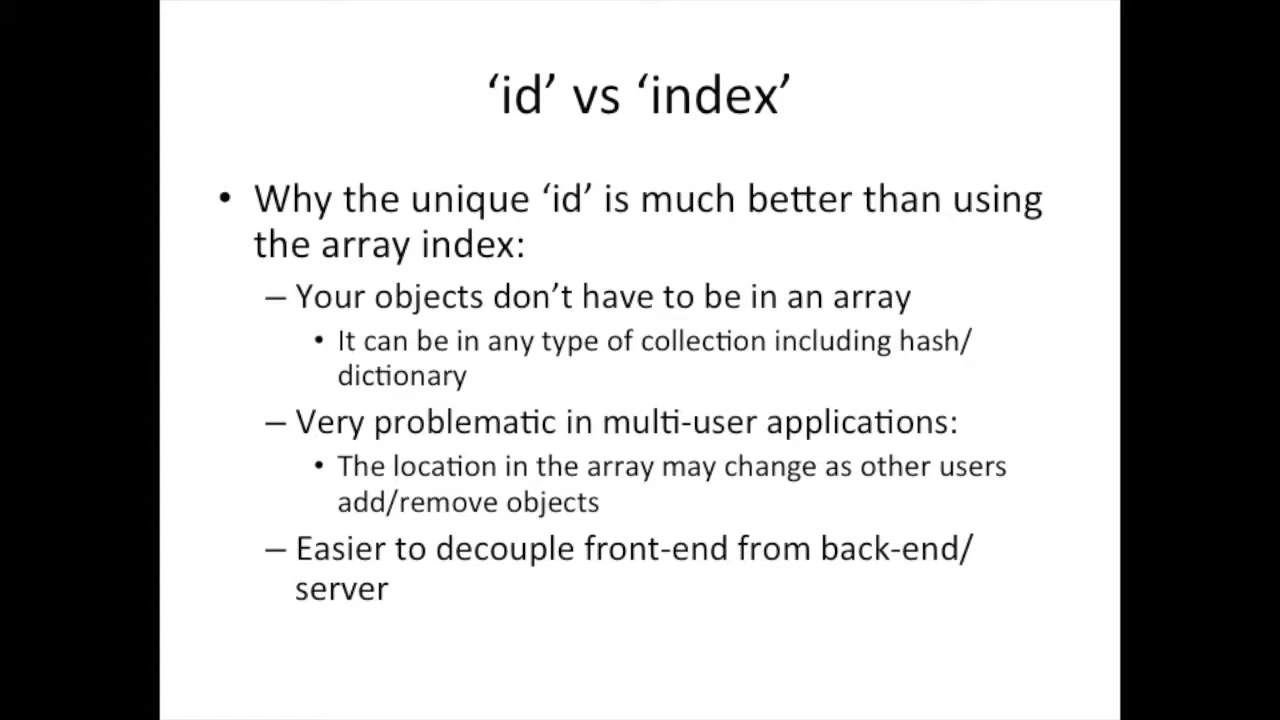 ‘id’ vs ‘index’
• Why the unique ‘id’ is much better than using
the array index:
– Your objects don’t have to be in an array
• It can be in any type of collection including hash/
dictionary
– Very problematic in multi-user applications:
• The location in the array may change as other users
add/remove objects
– Easier to decouple front-end from back-end/
server